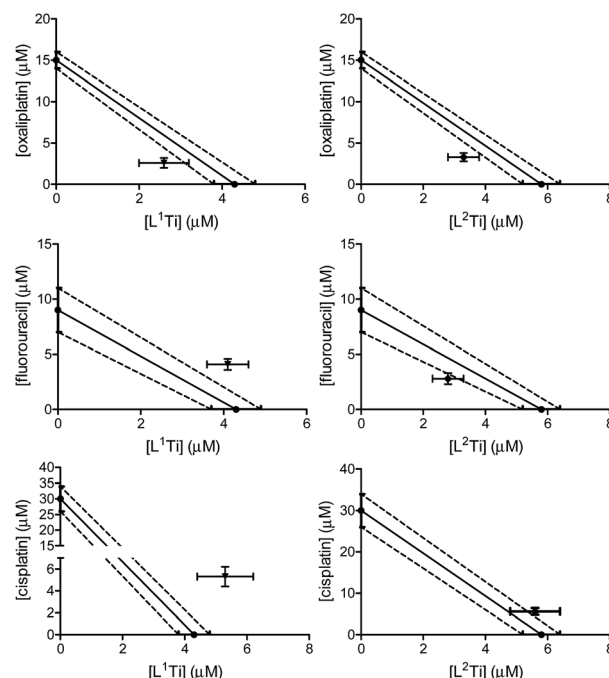 [oxaliplatin] (μM)
20
15
10
5
0
0 2 4 6
[L¹Ti] (μM)
[oxaliplatin] (μM)
20
15
10
5
0
0 2 4 6 8
[L²Ti] (μM)
[fluorouracil] (μM)
15
10
5
0
0 2 4 6
[L¹Ti] (μM)
[fluorouracil] (μM)
15
10
5
0
0 2 4 6 8
[L²Ti] (μM)
[cisplatin] (μM)
40
35
30
25
20
15
6
4
2
0
0 2 4 6 8
[L¹Ti] (μM)
[cisplatin] (μM)
40
30
20
10
0
0 2 4 6 8
[L²Ti] (μM)